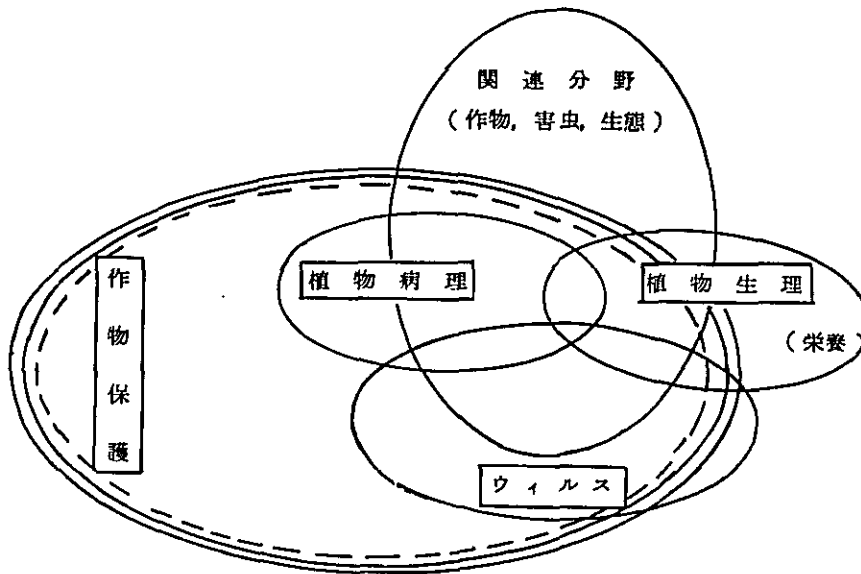 関連分野
(作物, 害虫, 生態)
植物病理
植物生理
(栄養)
作物保護
ウィルス